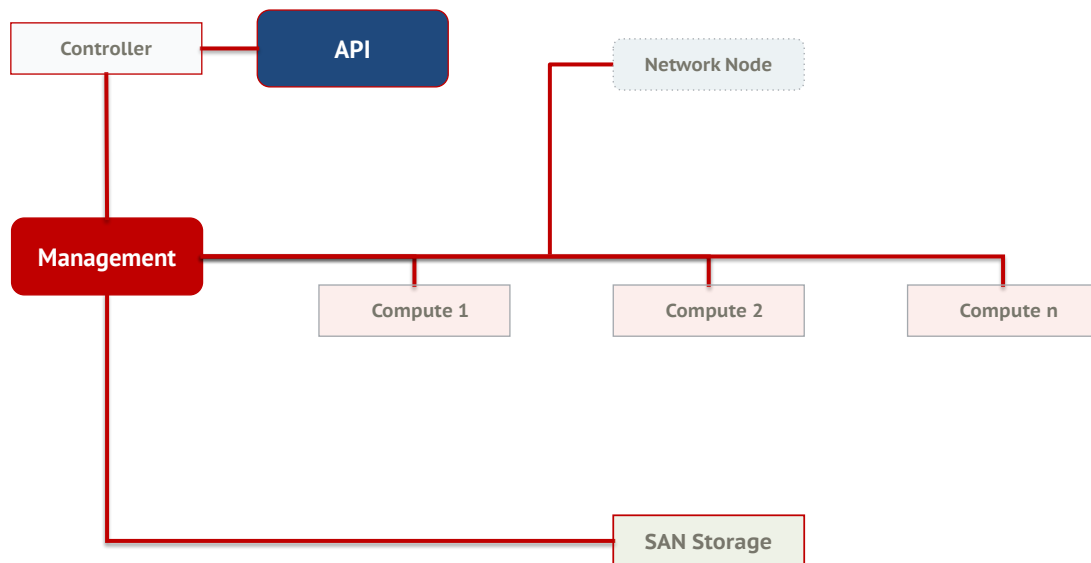 Controller
API
Network Node
Management
Compute 1
Compute 2
Compute n
SAN Storage